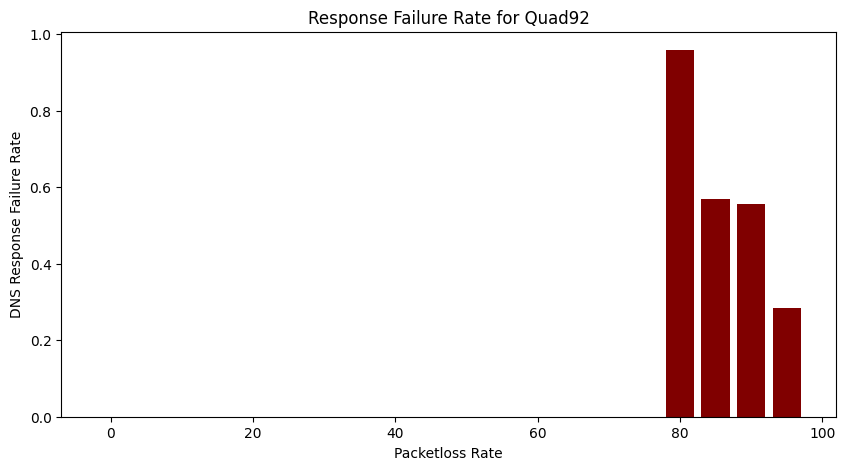 Response Failure Rate for Quad92
DNS Response Failure Rate
1.0
0.8
0.6
0.4
0.2
0.0
0 20 40 60 80 100
Packetloss Rate